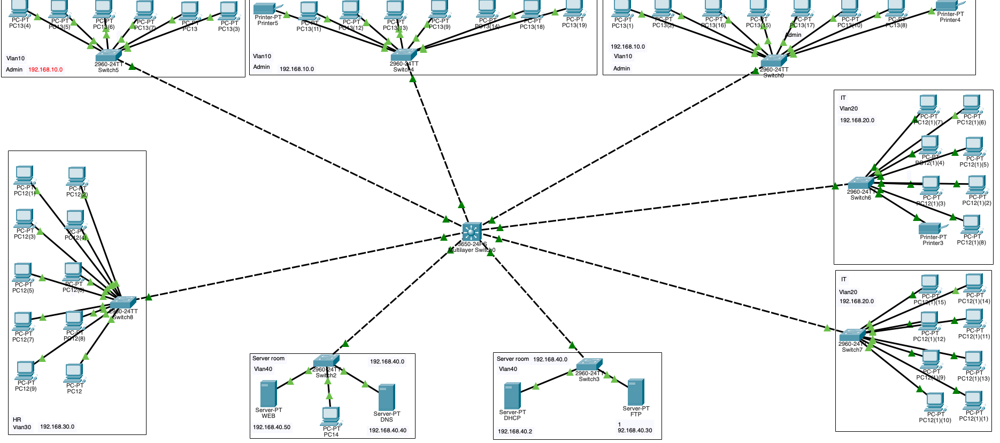 PC-PT
PC13(4)
PC-PT
PC13(5)
PC-PT
PC13(6)
PC-PT
PC13(7)
PC-PT
PC13
PC-PT
PC13(3)
2960-24TT
Switch5
Vlan10
Admin
192.168.10.0
Printer-PT
Printer5
PC-PT
PC13(11)
PC-PT
PC13(12)
PC-PT
PC13(13)
PC-PT
PC13(9)
PC-PT
PC13(14)
PC-PT
PC13(18)
PC-PT
PC13(19)
2960-24TT
Switch4
Vlan10
Admin
192.168.10.0
PC-PT
PC13(1)
PC-PT
PC13(2)
PC-PT
PC13(16)
PC-PT
PC13(15)
PC-PT
PC13(17)
PC-PT
PC13(10)
PC-PT
PC13(8)
Printer-PT
Printer4
Admin
192.168.10.0
Vlan10
Admin
2960-24TT
Switch0
IT
Vlan20
192.168.20.0
PC-PT
PC12(1)(7)
PC-PT
PC12(1)(6)
PC-PT
PC12(1)(4)
PC-PT
PC12(1)(5)
2960-24TT
Switch6
PC-PT
PC12(1)(3)
PC-PT
PC12(1)(2)
Printer-PT
Printer3
PC-PT
PC12(1)(8)
3650-24PS
Multilayer Switch0
PC-PT
PC12(1)
PC-PT
PC12(2)
PC-PT
PC12(3)
PC-PT
PC12(4)
PC-PT
PC12(5)
PC-PT
PC12(6)
2960-24TT
Switch8
PC-PT
PC12(7)
PC-PT
PC12(8)
PC-PT
PC12(9)
PC-PT
PC12
HR
Vlan30
192.168.30.0
Server room
192.168.40.0
Vlan40
2960-24TT
Switch2
Server-PT
WEB
192.168.40.50
PC-PT
PC14
Server-PT
DNS
192.168.40.40
Server room
192.168.40.0
Vlan40
2960-24TT
Switch3
Server-PT
DHCP
192.168.40.2
Server-PT
FTP
1
92.168.40.30
IT
Vlan20
192.168.20.0
PC-PT
PC12(1)(15)
PC-PT
PC12(1)(14)
PC-PT
PC12(1)(12)
PC-PT
PC12(1)(11)
2960-24TT
Switch7
PC-PT
PC12(1)(9)
PC-PT
PC12(1)(13)
PC-PT
PC12(1)(10)
PC-PT
PC12(1)(1)